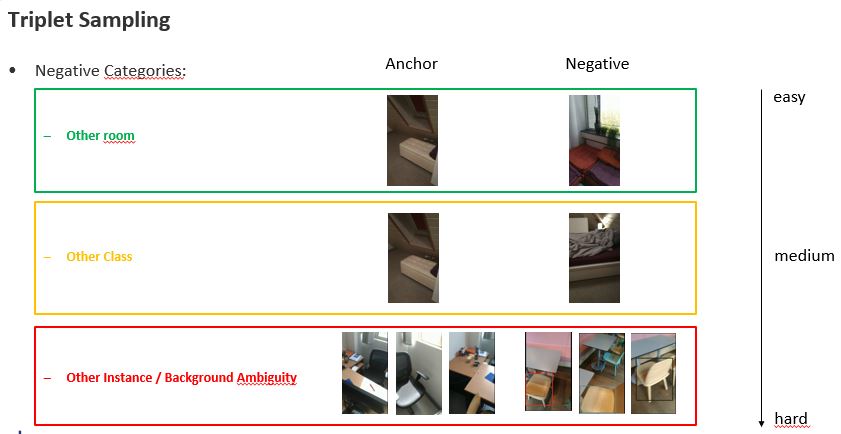 Triplet Sampling
• Negative Categories:
Anchor
Negative
easy
– Other room
– Other Class
medium
– Other Instance / Background Ambiguity
hard